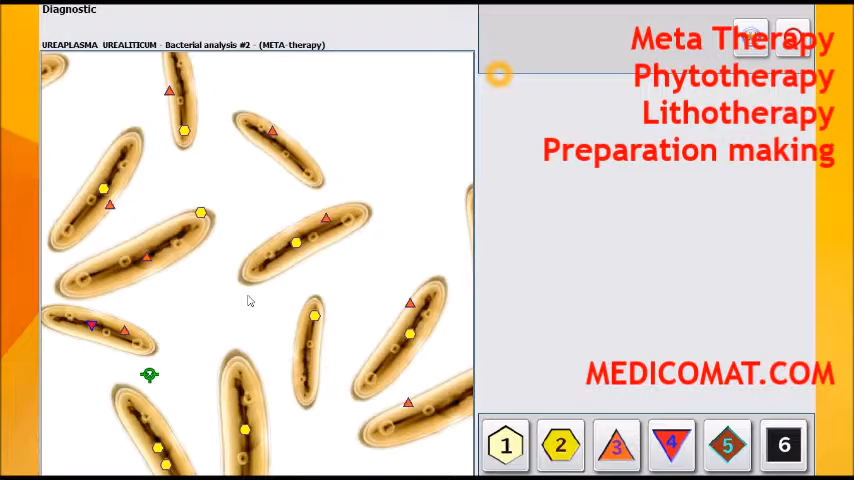 Diagnostic
UREAPLASMA UREALITICUM - Bacterial analysis #2 - (META-therapy)
Meta Therapy
Phytotherapy
Lithotherapy
Preparation making
MEDICOMAT.COM
1 2 3 4 5 6